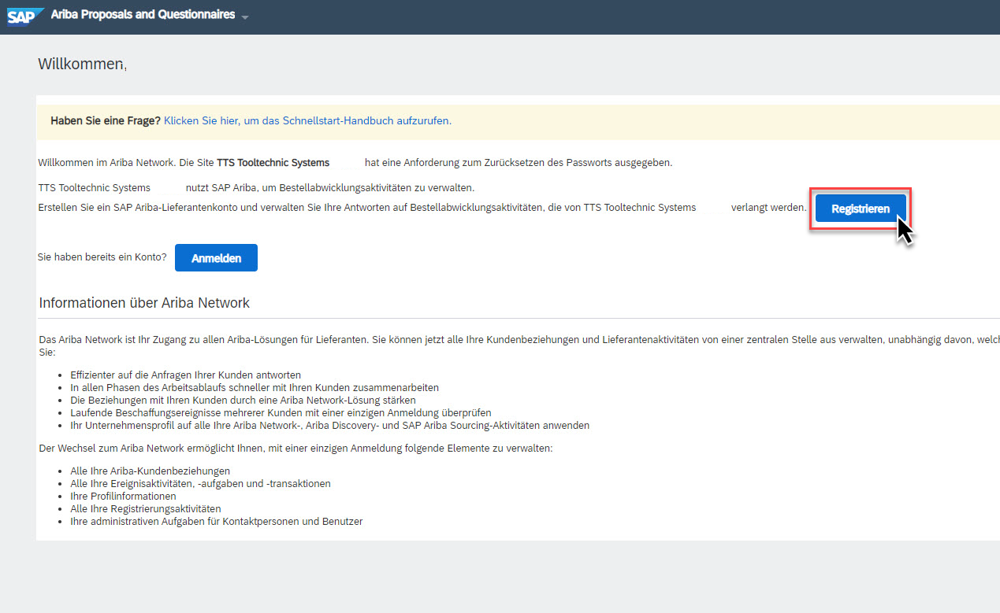 SAP Ariba Proposals and Questionnaires
Willkommen,
Haben Sie eine Frage? Klicken Sie hier, um das Schnellstart-Handbuch aufzurufen.
Willkommen im Ariba Network. Die Site TTS Tooltechnic Systems hat eine Anforderung zum Zurücksetzen des Passworts ausgegeben.
TTS Tooltechnic Systems nutzt SAP Ariba, um Bestellabwicklungsaktivitäten zu verwalten.
Erstellen Sie ein SAP Ariba-Lieferantenkonto und verwalten Sie Ihre Antworten auf Bestellabwicklungsaktivitäten, die von TTS Tooltechnic Systems verlangt werden. Registrieren
Sie haben bereits ein Konto? Anmelden
Informationen über Ariba Network
Das Ariba Network ist Ihr Zugang zu allen Ariba-Lösungen für Lieferanten. Sie können jetzt alle Ihre Kundenbeziehungen und Lieferantenaktivitäten von einer zentralen Stelle aus verwalten, unabhängig davon, welch
Sie:
• Effizienter auf die Anfragen Ihrer Kunden antworten
• In allen Phasen des Arbeitsablaufs schneller mit Ihren Kunden zusammenarbeiten
• Die Beziehungen mit Ihren Kunden durch eine Ariba Network-Lösung stärken
• Laufende Beschaffungsereignisse mehrerer Kunden mit einer einzigen Anmeldung überprüfen
• Ihr Unternehmensprofil auf alle Ihre Ariba Network-, Ariba Discovery- und SAP Ariba Sourcing-Aktivitäten anwenden
Der Wechsel zum Ariba Network ermöglicht Ihnen, mit einer einzigen Anmeldung folgende Elemente zu verwalten:
• Alle Ihre Ariba-Kundenbeziehungen
• Alle Ihre Ereignisaktivitäten, -aufgaben und -transaktionen
• Ihre Profilinformationen
• Alle Ihre Registrierungsaktivitäten
• Ihre administrativen Aufgaben für Kontaktpersonen und Benutzer